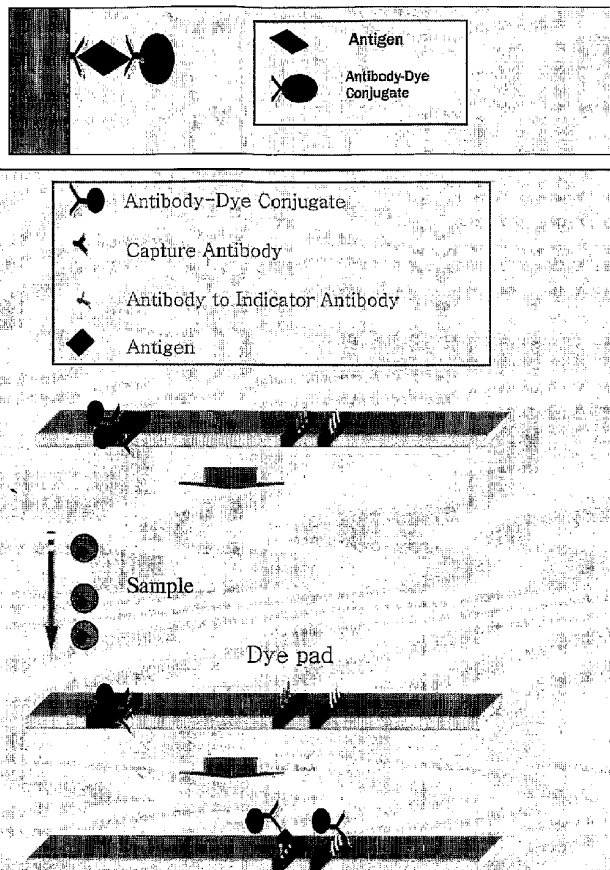 Antigen
Antibody-Dye
Conjugate
Antibody-Dye Conjugate
Capture Antibody
Antibody to Indicator Antibody
Antigen
Sample
Dye pad